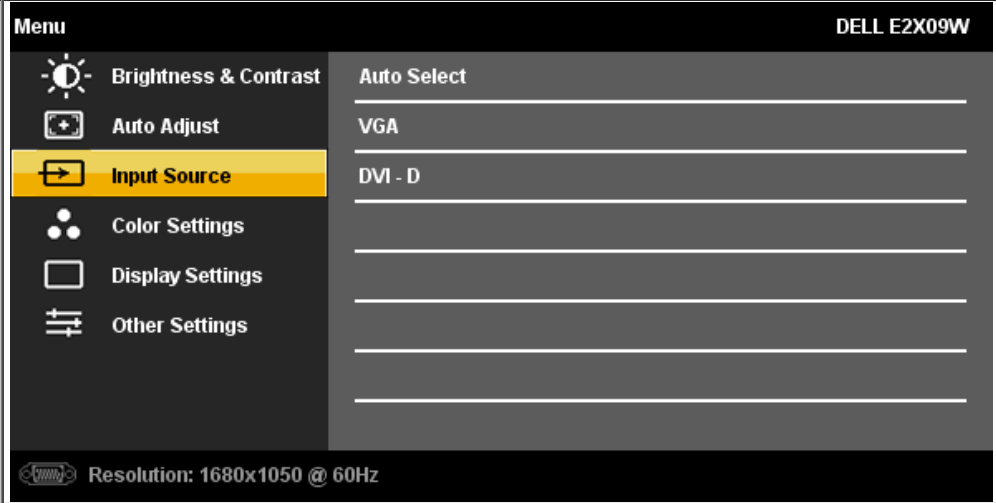 Menu DELL E2X09W
Brightness & Contrast Auto Select
Auto Adjust VGA
Input Source DVI - D
Color Settings
Display Settings
Other Settings
Resolution: 1680x1050 @ 60Hz